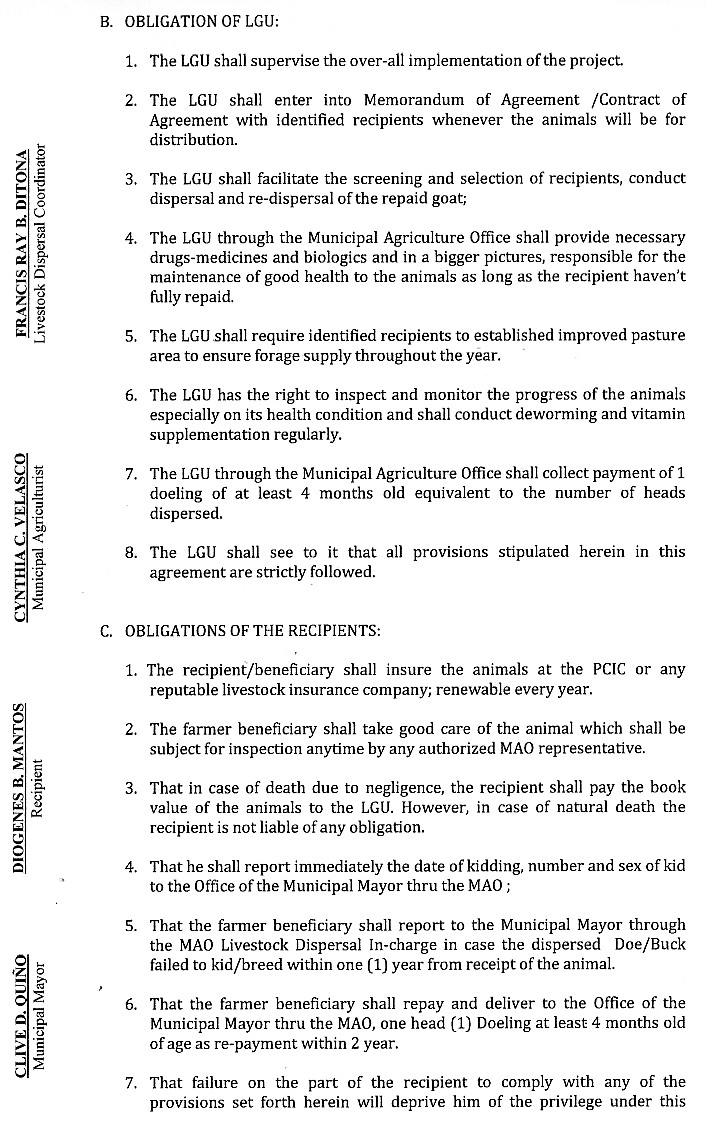 B. OBLIGATION OF LGU:
1. The LGU shall supervise the over-all implementation of the project.
2. The LGU shall enter into Memorandum of Agreement /Contract of
Agreement with identified recipients whenever the animals will be for
distribution.
3. The LGU shall facilitate the screening and selection of recipients, conduct
dispersal and re-dispersal of the repaid goat;
4. The LGU through the Municipal Agriculture Office shall provide necessary
drugs-medicines and biologics and in a bigger pictures, responsible for the
maintenance of good health to the animals as long as the recipient haven't
fully repaid.
5. The LGU shall require identified recipients to established improved pasture
area to ensure forage supply throughout the year.
6. The LGU has the right to inspect and monitor the progress of the animals
especially on its health condition and shall conduct deworming and vitamin
supplementation regularly.
7. The LGU through the Municipal Agriculture Office shall collect payment of 1
doeling of at least 4 months old equivalent to the number of heads
dispersed.
8. The LGU shall see to it that all provisions stipulated herein in this
agreement are strictly followed.
C. OBLIGATIONS OF THE RECIPIENTS:
1. The recipient/beneficiary shall insure the animals at the PCIC or any
reputable livestock insurance company; renewable every year.
2. The farmer beneficiary shall take good care of the animal which shall be
subject for inspection anytime by any authorized MAO representative.
3. That in case of death due to negligence, the recipient shall pay the book
value of the animals to the LGU. However, in case of natural death the
recipient is not liable of any obligation.
4. That he shall report immediately the date of kidding, number and sex of kid
to the Office of the Municipal Mayor thru the MAO ;
5. That the farmer beneficiary shall report to the Municipal Mayor through
the MAO Livestock Dispersal In-charge in case the dispersed Doe/Buck
failed to kid/breed within one (1) year from receipt of the animal.
6. That the farmer beneficiary shall repay and deliver to the Office of the
Municipal Mayor thru the MAO, one head (1) Doeling at least 4 months old
of age as re-payment within 2 year.
7. That failure on the part of the recipient to comply with any of the
provisions set forth herein will deprive him of the privilege under this
FRANCIS RAY B. DITONA
Livestock Dispersal Coordinator
CYNTHIA C. VELASCO
Municipal Agriculturist
DIOGENES B. MANTOS
Recipient
CLIVE D. QUIÑO
Municipal Mayor